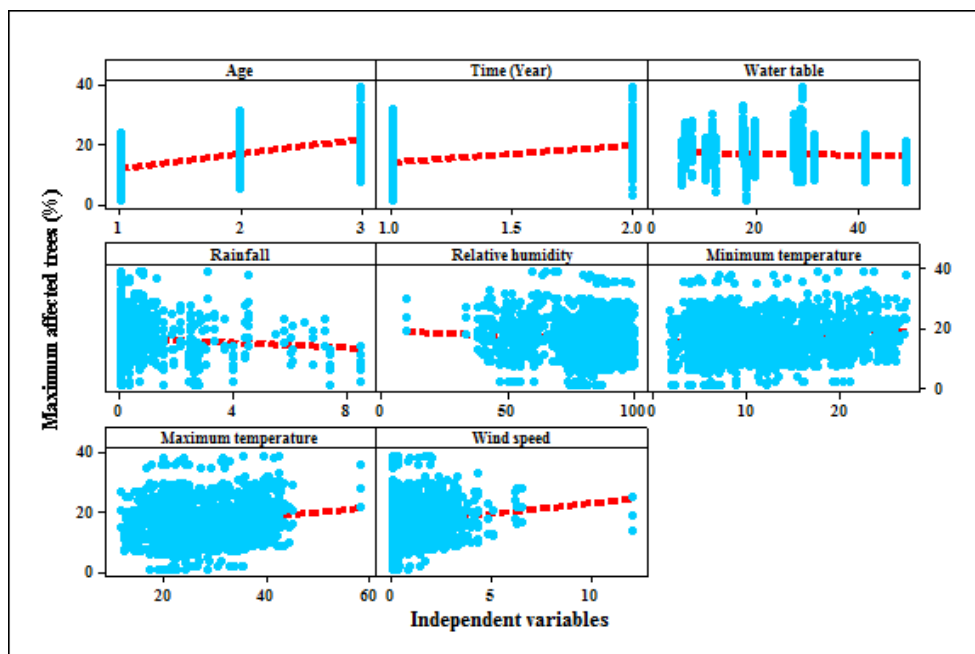 Age Time (Year) Water table
40
20
0
1 2 3 1.0 1.5 2.0 0 20 40
Rainfall Relative humidity Minimum temperature
40
20
0
0 4 8 0 50 100 0 10 20
Maximum temperature Wind speed
40
20
0
20 40 60 0 5 10
Maximum affected trees (%)
Independent variables